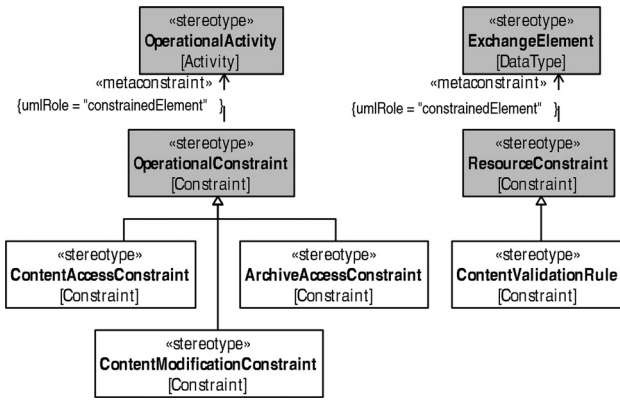 «stereotype»
OperationalActivity
[Activity]
«metaconstraint»
{umlRole = "constrainedElement" }
«stereotype»
OperationalConstraint
[Constraint]
«stereotype»
ContentAccessConstraint
[Constraint]
«stereotype»
ArchiveAccessConstraint
[Constraint]
«stereotype»
ContentModificationConstraint
[Constraint]
«stereotype»
ExchangeElement
[DataType]
«metaconstraint»
{umlRole = "constrainedElement" }
«stereotype»
ResourceConstraint
[Constraint]
«stereotype»
ContentValidationRule
[Constraint]